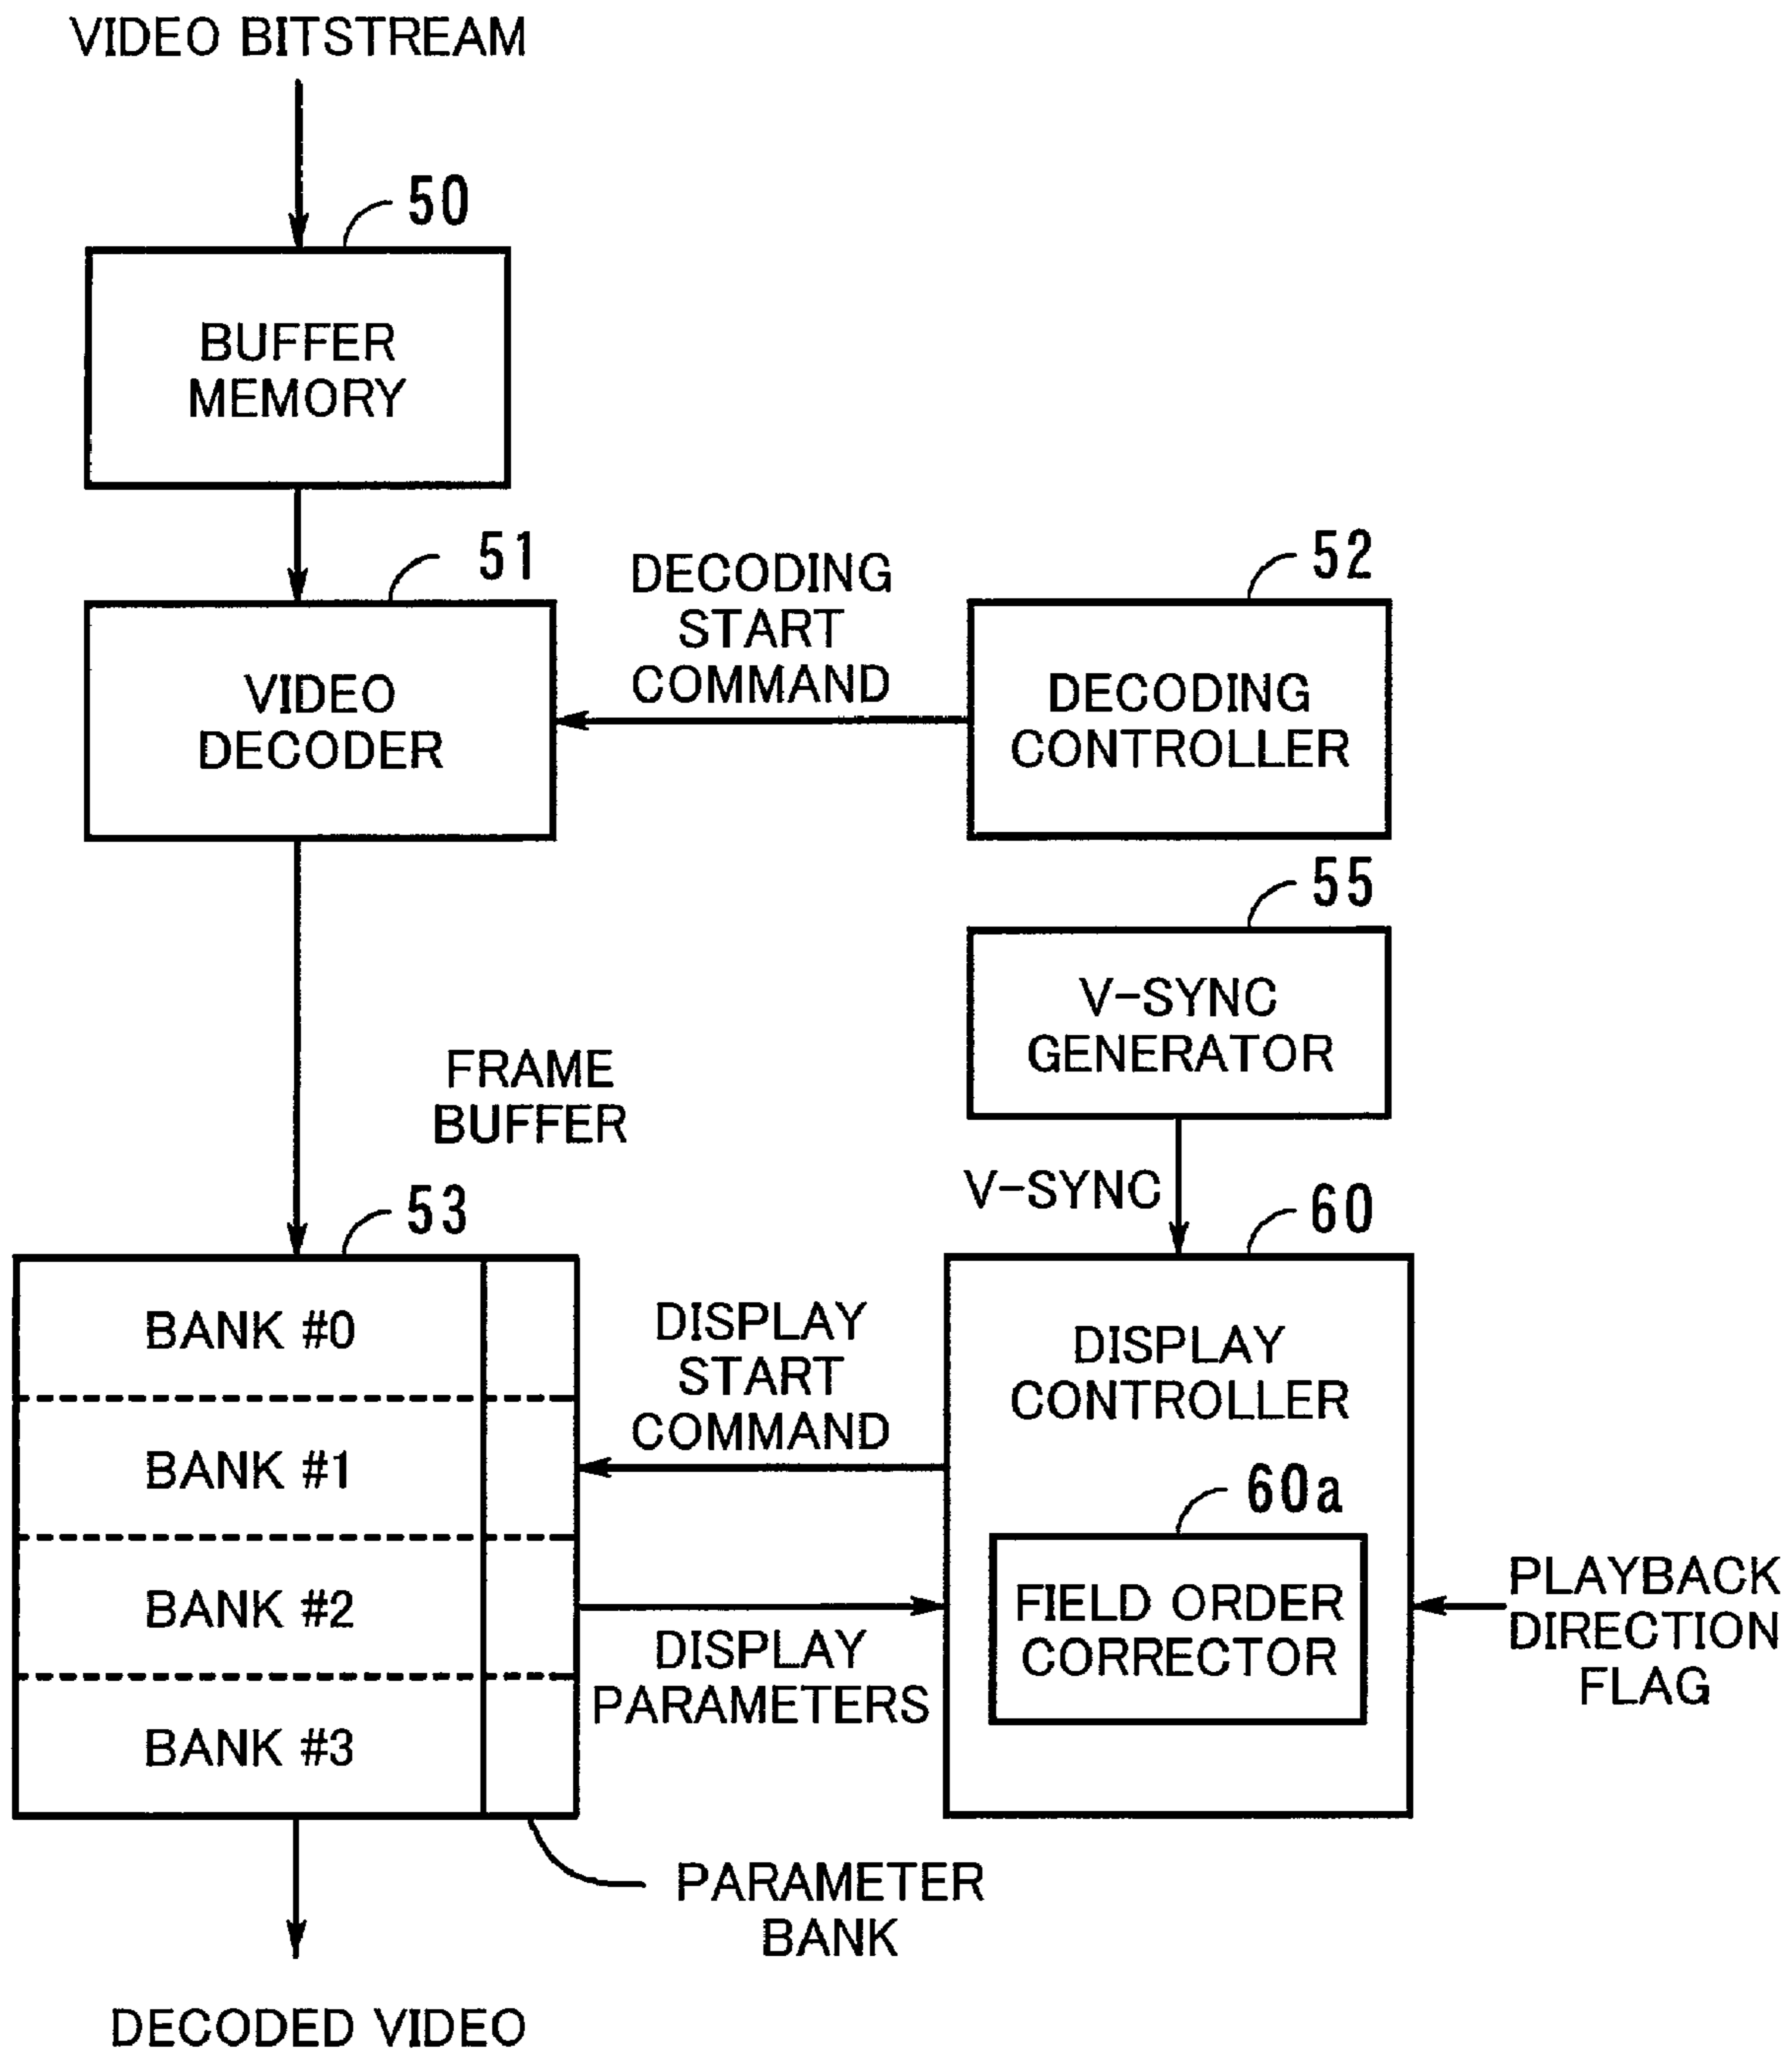 VIDEO BITSTREAM
50
BUFFER
MEMORY
51
VIDEO
DECODER
DECODING
START
COMMAND
52
DECODING
CONTROLLER
55
V-SYNC
GENERATOR
V-SYNC
FRAME
BUFFER
53
BANK #0
BANK #1
BANK #2
BANK #3
DISPLAY
START
COMMAND
DISPLAY
PARAMETERS
60
DISPLAY
CONTROLLER
60a
FIELD ORDER
CORRECTOR
PLAYBACK
DIRECTION
FLAG
PARAMETER
BANK
DECODED VIDEO